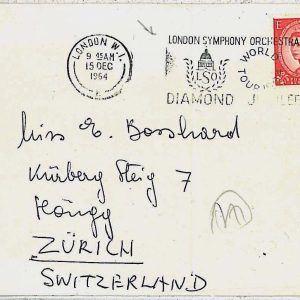 LONDON W.1.
9 15AM
15 DEC
1964
LONDON SYMPHONY ORCHESTRA
WORLD TOUR
LSO
DIAMOND JUBILEE
E
Miss E. Bosshard
Kürberg Steig 7
Höngg
ZÜRICH
SWITZERLAND